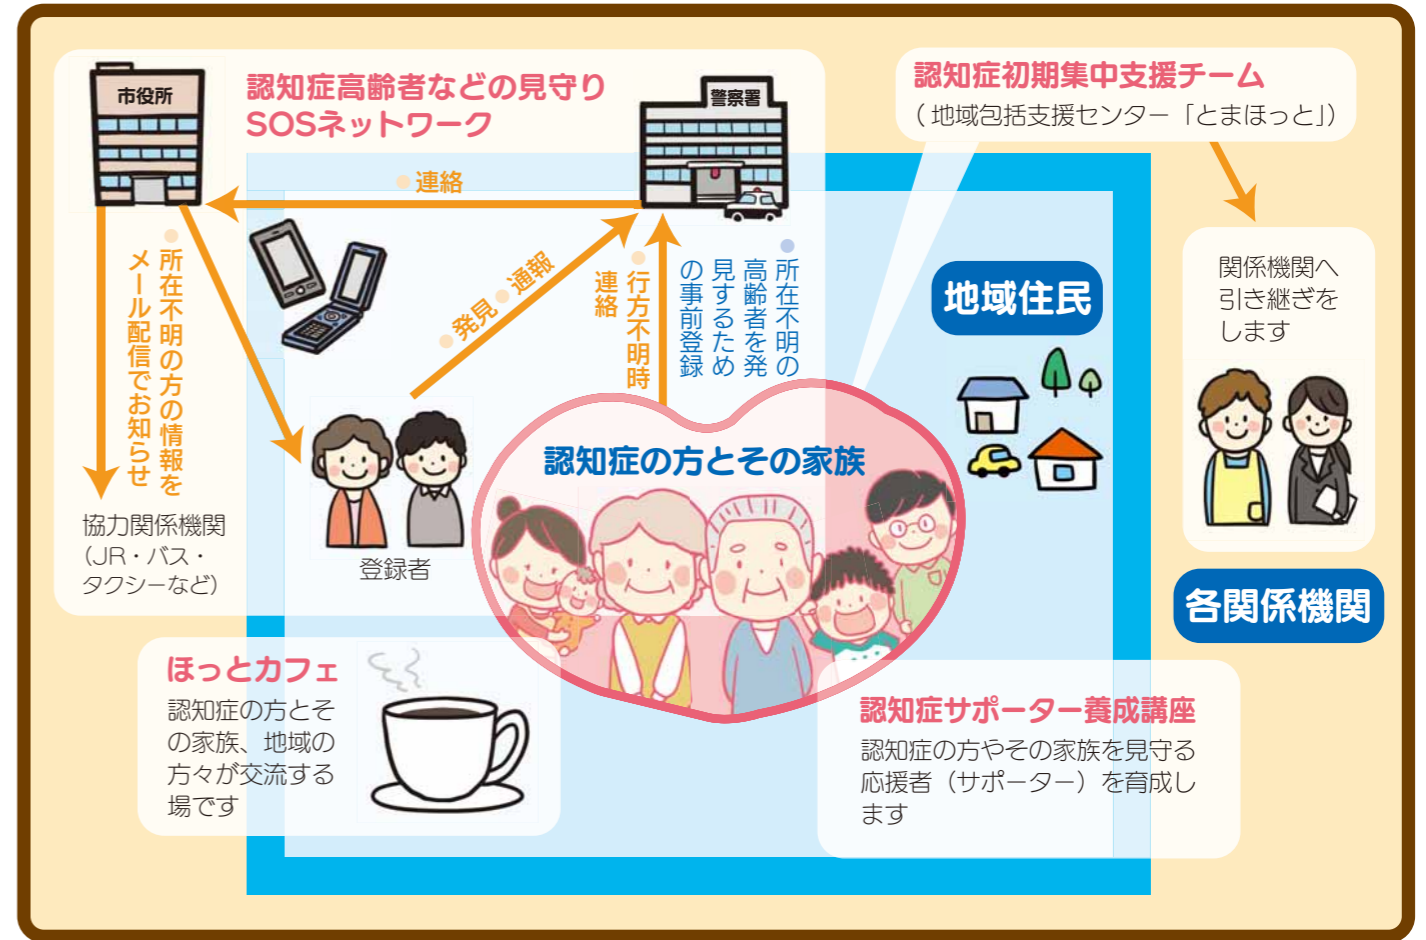 市役所
認知症高齢者などの見守り
SOSネットワーク
警察署
認知症初期集中支援チーム
（地域包括支援センター「とまほっと」）
●連絡
●所在不明の方の情報を
メール配信でお知らせ
●発見●通報
●行方不明時
連絡
●所在不明の
高齢者を発
見するため
の事前登録
地域住民
関係機関へ
引き継ぎを
します
認知症の方とその家族
協力関係機関
（JR・バス・
タクシーなど）
登録者
各関係機関
ほっとカフェ
認知症の方とそ
の家族、地域の
方々が交流する
場です
認知症サポーター養成講座
認知症の方やその家族を見守る
応援者（サポーター）を育成し
ます